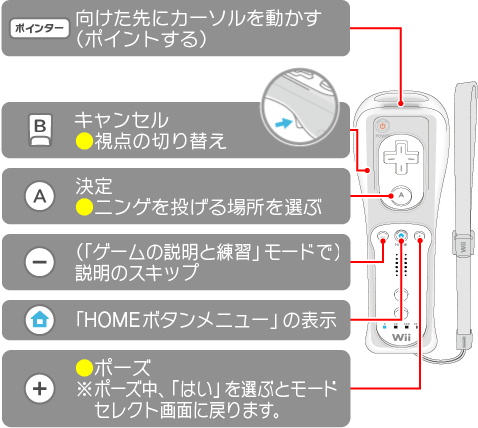 ポインター
向けた先にカーソルを動かす
（ポイントする）
B
キャンセル
●視点の切り替え
A
決定
●ニンゲを投げる場所を選ぶ
−
（「ゲームの説明と練習」モードで）
説明のスキップ
「HOMEボタンメニュー」の表示
+
●ポーズ
※ポーズ中、「はい」を選ぶとモード
セレクト画面に戻ります。
A
Wii
Wii